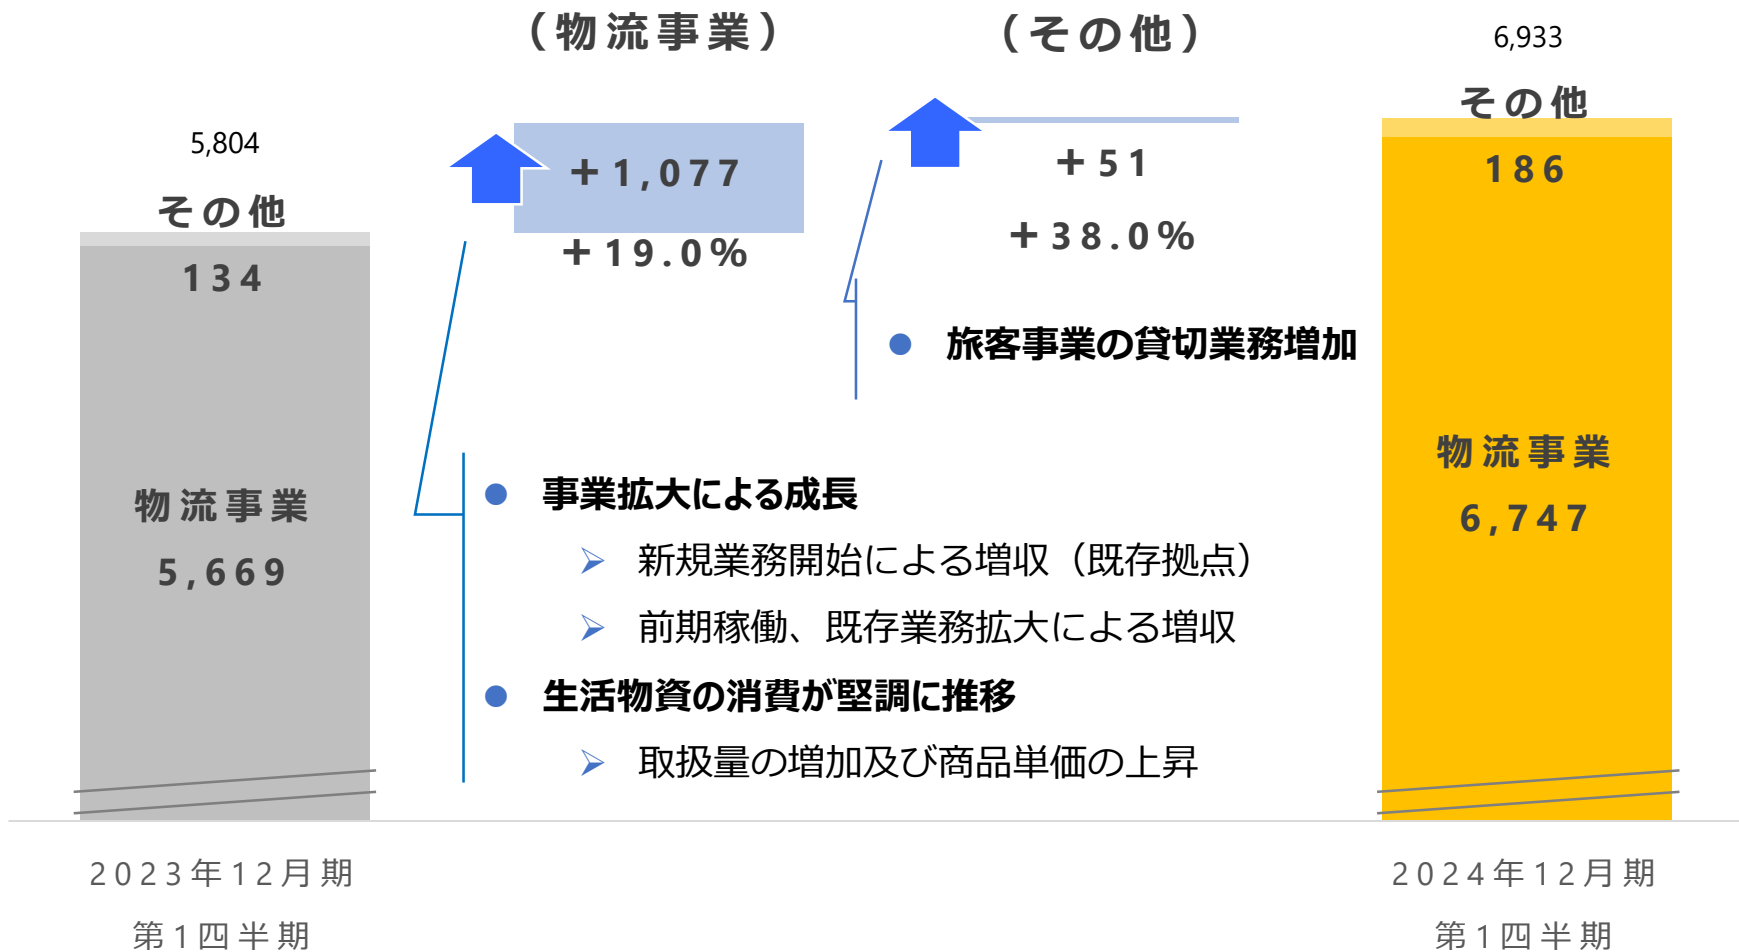 （物流事業）
（その他）
6,933
その他
186
5,804
その他
134
＋1,077
＋19.0%
＋51
＋38.0%
● 旅客事業の貸切業務増加
物流事業
5,669
● 事業拡大による成長
➢ 新規業務開始による増収（既存拠点）
➢ 前期稼働、既存業務拡大による増収
● 生活物資の消費が堅調に推移
➢ 取扱量の増加及び商品単価の上昇
物流事業
6,747
2023年12月期
第1四半期
2024年12月期
第1四半期